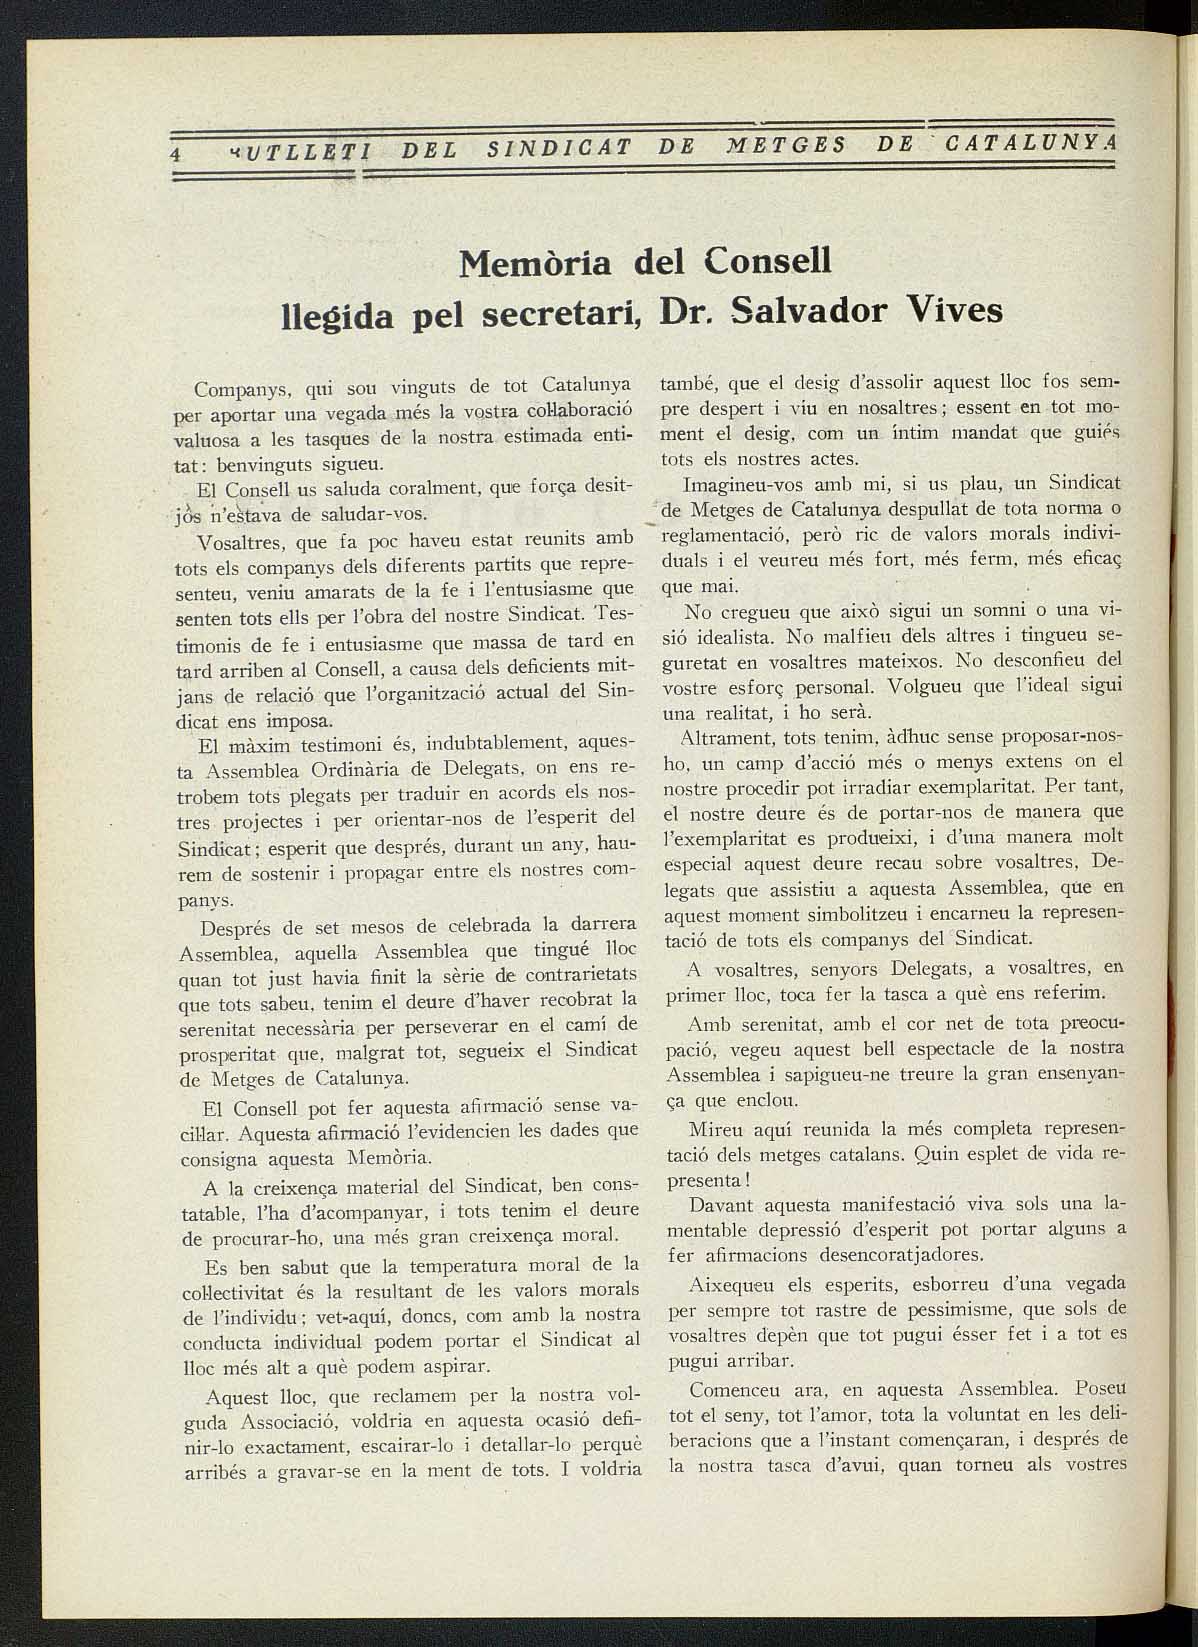 4 BUTLLETI DEL SINDICAT DE METGES DE CATALUNYA
Memòria del Consell
llegida pel secretari, Dr. Salvador Vives
Companys, qui sou vinguts de tot Catalunya
per aportar una vegada més la vostra col·laboració
valuosa a les tasques de la nostra estimada enti-
tat: benvinguts sigueu.
El Consell us saluda coralment, que força desit-
jós n'estava de saludar-vos.
Vosaltres, que fa poc haveu estat reunits amb
tots els companys dels diferents partits que repre-
senteu, veniu amarats de la fe i l'entusiasme que
senten tots ells per l'obra del nostre Sindicat. Tes-
timonis de fe i entusiasme que massa de tard en
tard arriben al Consell, a causa dels deficients mit-
jans de relació que l'organització actual del Sin-
dicat ens imposa.
El màxim testimoni és, indubtablement, aques-
ta Assemblea Ordinària de Delegats, on ens re-
trobem tots plegats per traduir en acords els nos-
tres projectes i per orientar-nos de l'esperit del
Sindicat; esperit que després, durant un any, hau-
rem de sostenir i propagar entre els nostres com-
panys.
Després de set mesos de celebrada la darrera
Assemblea, aquella Assemblea que tingué lloc
quan tot just havia finit la sèrie de contrarietats
que tots sabeu, tenim el deure d'haver recobrat la
serenitat necessària per perseverar en el camí de
prosperitat que, malgrat tot, segueix el Sindicat
de Metges de Catalunya.
El Consell pot fer aquesta afirmació sense va-
cil·lar. Aquesta afirmació l'evidencien les dades que
consigna aquesta Memòria.
A la creixença material del Sindicat, ben cons-
tatable, l'ha d'acompanyar, i tots tenim el deure
de procurar-ho, una més gran creixença moral.
Es ben sabut que la temperatura moral de la
col·lectivitat és la resultant de les valors morals
de l'individu; vet-aquí, doncs, com amb la nostra
conducta individual podem portar el Sindicat al
lloc més alt a què podem aspirar.
Aquest lloc, que reclamem per la nostra vol-
guda Associació, voldria en aquesta ocasió defi-
nir-lo exactament, escairar-lo i detallar-lo perquè
arribés a gravar-se en la ment de tots. I voldria
també, que el desig d'assolir aquest lloc fos sem-
pre despert i viu en nosaltres; essent en tot mo-
ment el desig, com un íntim mandat que guiés
tots els nostres actes.
Imagineu-vos amb mi, si us plau, un Sindicat
de Metges de Catalunya despullat de tota norma o
reglamentació, però ric de valors morals indivi-
duals i el veureu més fort, més ferm, més eficaç
que mai.
No cregueu que això sigui un somni o una vi-
sió idealista. No malfieu dels altres i tingueu se-
guretat en vosaltres mateixos. No desconfieu del
vostre esforç personal. Volgueu que l'ideal sigui
una realitat, i ho serà.
Altrament, tots tenim, àdhuc sense proposar-nos-
ho, un camp d'acció més o menys extens on el
nostre procedir pot irradiar exemplaritat. Per tant,
el nostre deure és de portar-nos de manera que
l'exemplaritat es produeixi, i d'una manera molt
especial aquest deure recau sobre vosaltres, De-
legats que assistiu a aquesta Assemblea, que en
aquest moment simbolitzeu i encarneu la represen-
tació de tots els companys del Sindicat.
A vosaltres, senyors Delegats, a vosaltres, en
primer lloc, toca fer la tasca a què ens referim.
Amb serenitat, amb el cor net de tota preocu-
pació, vegeu aquest bell espectacle de la nostra
Assemblea i sapigueu-ne treure la gran ensenyan-
ça que enclou.
Mireu aquí reunida la més completa represen-
tació dels metges catalans. Quin esplet de vida re-
presenta!
Davant aquesta manifestació viva sols una la-
mentable depressió d'esperit pot portar alguns a
fer afirmacions desencoratjadores.
Aixequeu els esperits, esborreu d'una vegada
per sempre tot rastre de pessimisme, que sols de
vosaltres depèn que tot pugui ésser fet i a tot es
pugui arribar.
Comenceu ara, en aquesta Assemblea. Poseu
tot el seny, tot l'amor, tota la voluntat en les deli-
beracions que a l'instant començaran, i després de
la nostra tasca d'avui, quan torneu als vostres